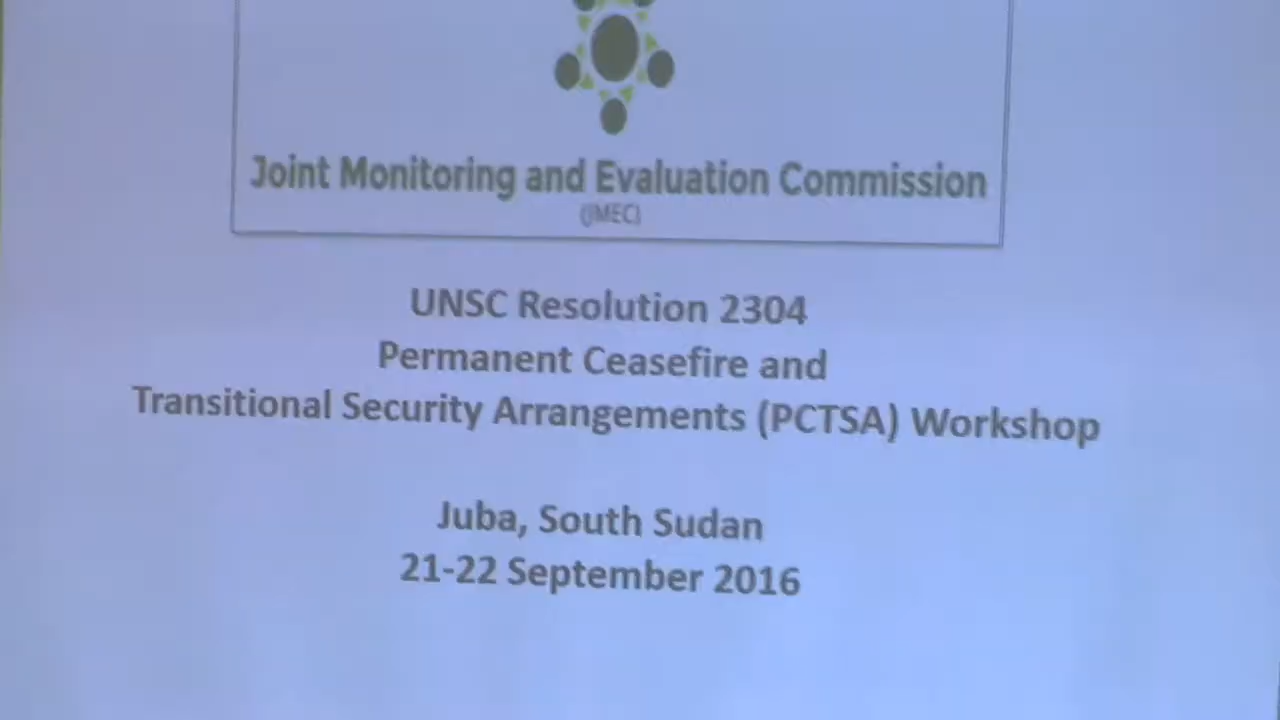 Joint Monitoring and Evaluation Commission
(JMEC)
UNSC Resolution 2304
Permanent Ceasefire and
Transitional Security Arrangements (PCTSA) Workshop
Juba, South Sudan
21-22 September 2016